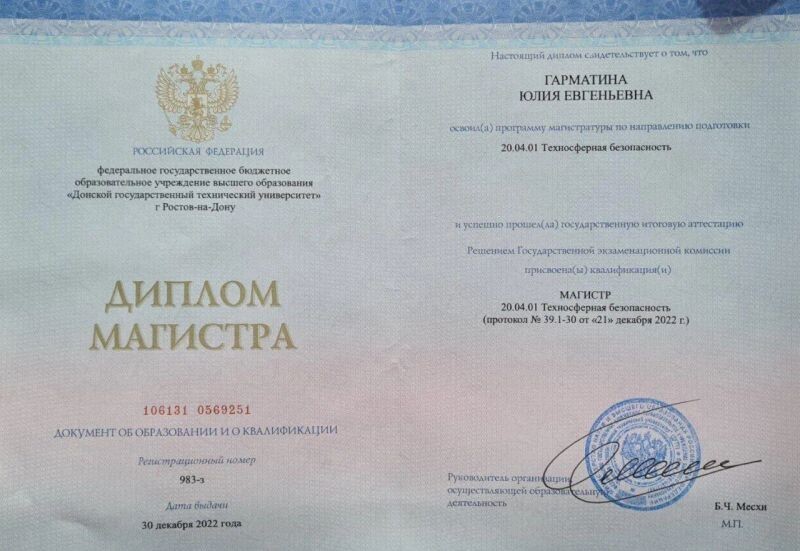 РОССИЙСКАЯ ФЕДЕРАЦИЯ
федеральное государственное бюджетное
образовательное учреждение высшего образования
«Донской государственный технический университет»
г Ростов-на-Дону
ДИПЛОМ
МАГИСТРА
106131 0569251
ДОКУМЕНТ ОБ ОБРАЗОВАНИИ И О КВАЛИФИКАЦИИ
Регистрационный номер
983-з
Дата выдачи
30 декабря 2022 года
Настоящий диплом свидетельствует о том, что
ГАРМАТИНА
ЮЛИЯ ЕВГЕНЬЕВНА
освоил(а) программу магистратуры по направлению подготовки
20.04.01 Техносферная безопасность
и успешно прошел(ла) государственную итоговую аттестацию
Решением Государственной экзаменационной комиссии
присвоена(ы) квалификация(и)
МАГИСТР
20.04.01 Техносферная безопасность
(протокол № 39.1-30 от «21» декабря 2022 г.)
Руководитель организации,
осуществляющей образовательную
деятельность
Б.Ч. Месхи
М.П.